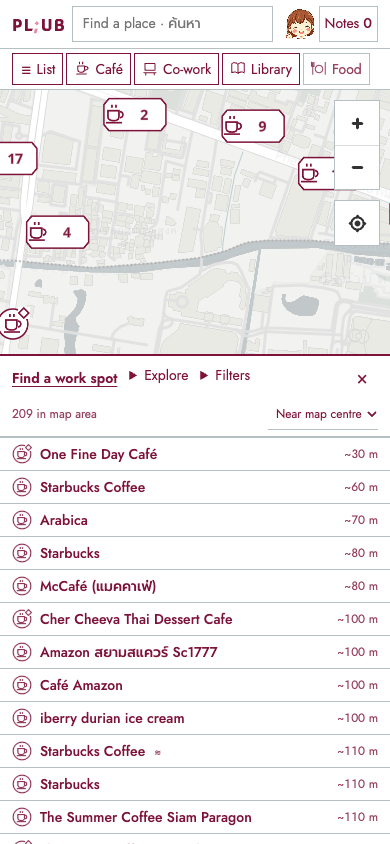 PL;UB Find a place · ค้นหา Notes 0
List Café Co-work Library Food
2
9
17
4
Find a work spot Explore Filters
209 in map area Near map centre
One Fine Day Café ~30 m
Starbucks Coffee ~60 m
Arabica ~70 m
Starbucks ~80 m
McCafé (แมคคาเฟ่) ~80 m
Cher Cheeva Thai Dessert Cafe ~100 m
Amazon สยามสแควร์ Sc1777 ~100 m
Café Amazon ~100 m
iberry durian ice cream ~100 m
Starbucks Coffee ≈ ~110 m
Starbucks ~110 m
The Summer Coffee Siam Paragon ~110 m